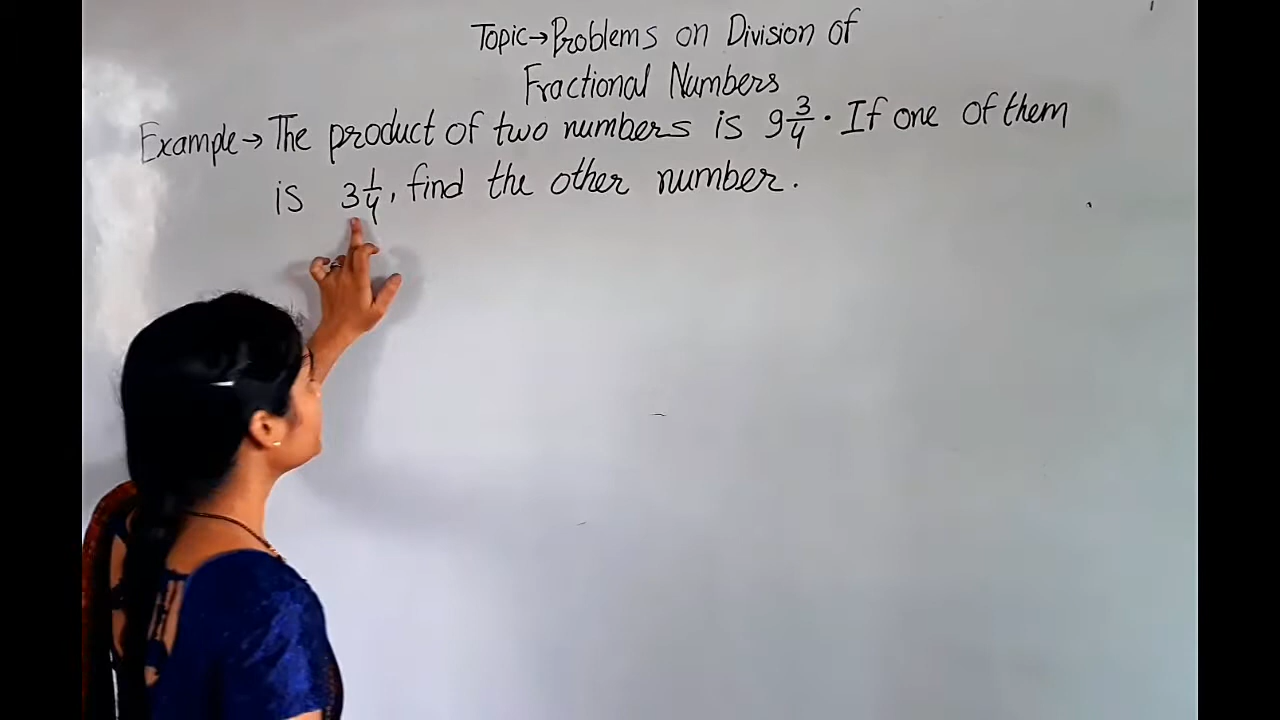 Topic→Problems on Division of
Fractional Numbers
Example→ The product of two numbers is 9 3/4. If one of them
is 3 1/4, find the other number.